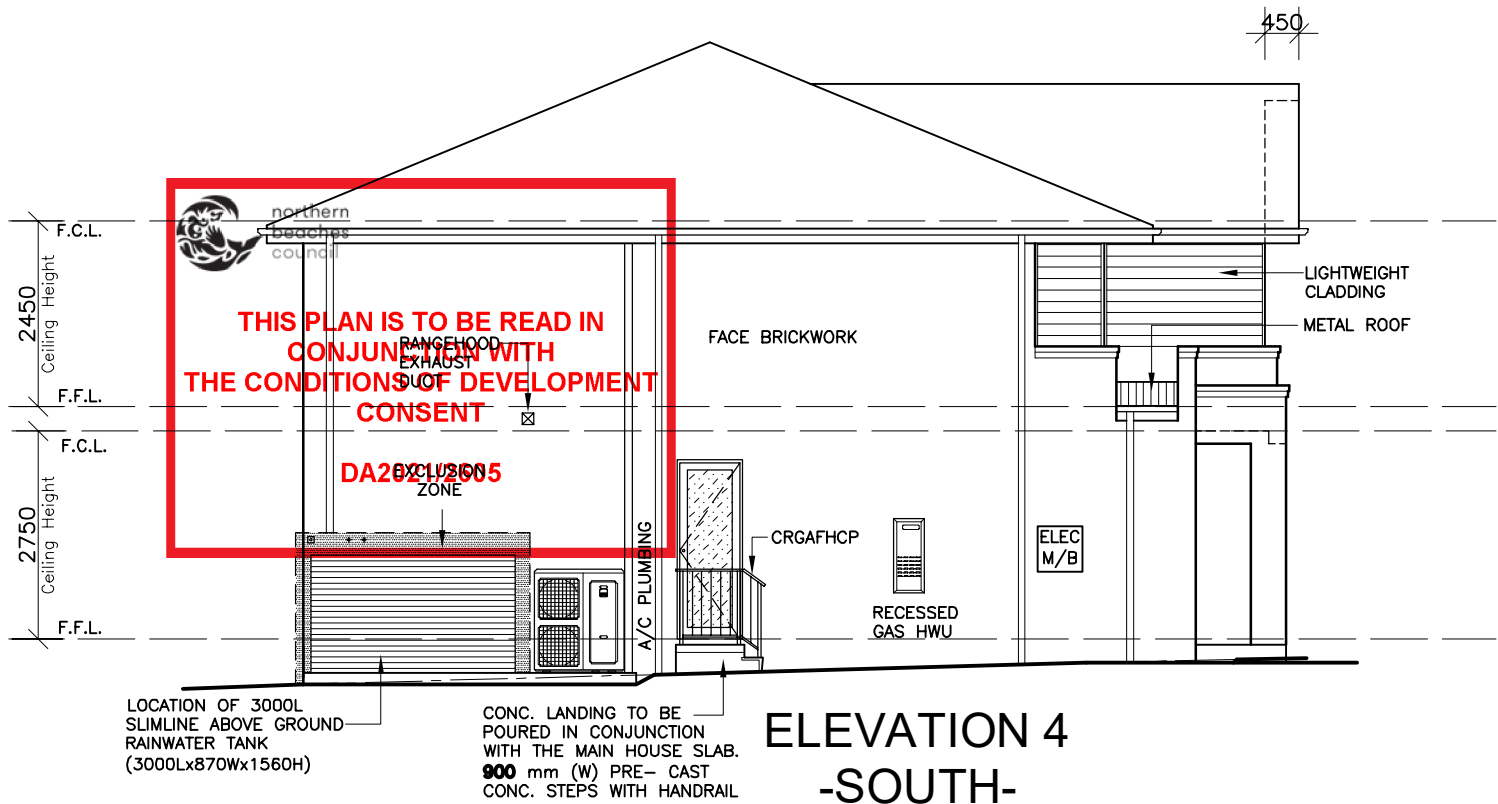 450
northern
beaches
council
F.C.L.
2450
Ceiling Height
F.F.L.
THIS PLAN IS TO BE READ IN
CONJUNCTION WITH
THE CONDITIONS OF DEVELOPMENT
CONSENT
DA2021/2605
RANGEHOOD
EXHAUST
DUCT
FACE BRICKWORK
LIGHTWEIGHT
CLADDING
METAL ROOF
F.C.L.
2750
Ceiling Height
F.F.L.
EXCLUSION
ZONE
A/C PLUMBING
CRGAFHCP
RECESSED
GAS HWU
ELEC
M/B
LOCATION OF 3000L
SLIMLINE ABOVE GROUND
RAINWATER TANK
(3000Lx870Wx1560H)
CONC. LANDING TO BE
POURED IN CONJUNCTION
WITH THE MAIN HOUSE SLAB.
900 mm (W) PRE- CAST
CONC. STEPS WITH HANDRAIL
ELEVATION 4
-SOUTH-